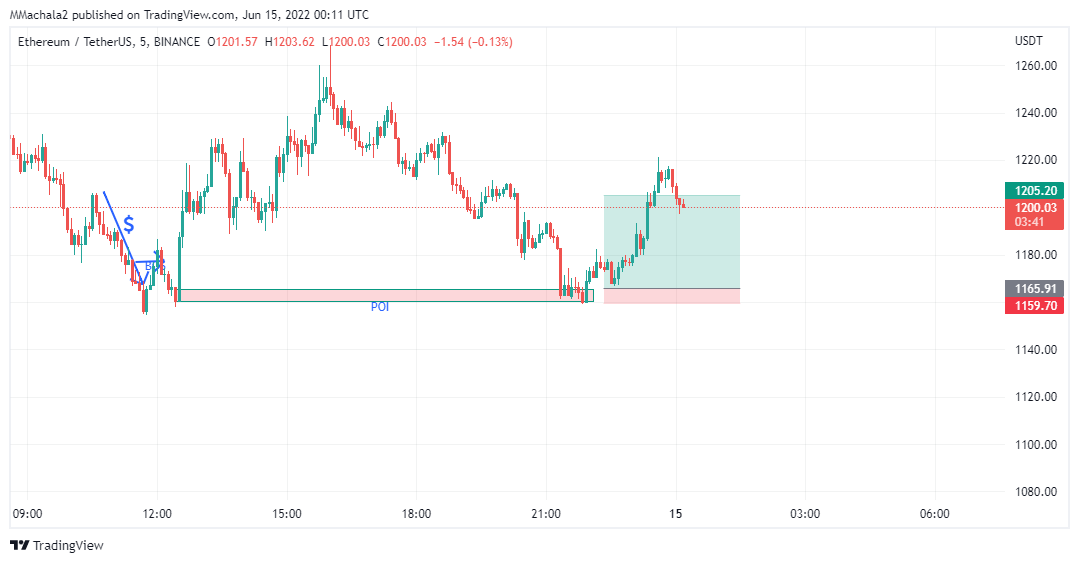 MMachala2 published on TradingView.com, Jun 15, 2022 00:11 UTC
Ethereum / TetherUS, 5, BINANCE O1201.57 H1203.62 L1200.03 C1200.03 −1.54 (−0.13%)
USDT
1260.00
1240.00
1220.00
1205.20
1200.03
03:41
$
1180.00
1165.91
1159.70
POI
1140.00
1120.00
1100.00
1080.00
09:00 12:00 15:00 18:00 21:00 15 03:00 06:00
TradingView